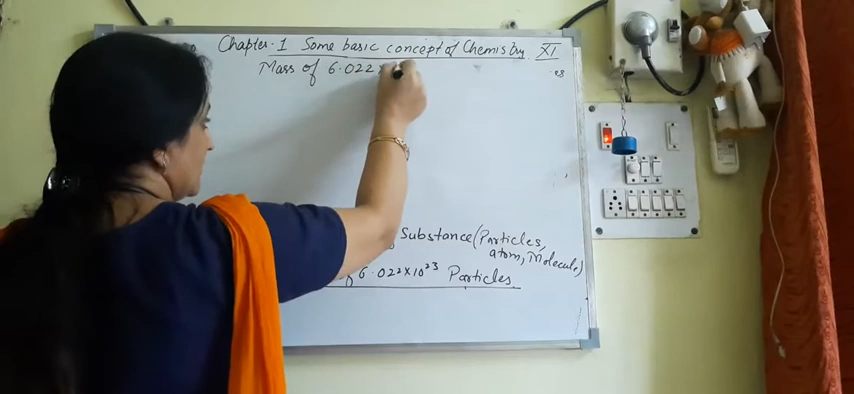 Chapter-1 Some basic concept of Chemistry XI
Mass of 6.022×
Substance (Particles,
atom, Molecule)
6.022×10²³ Particles